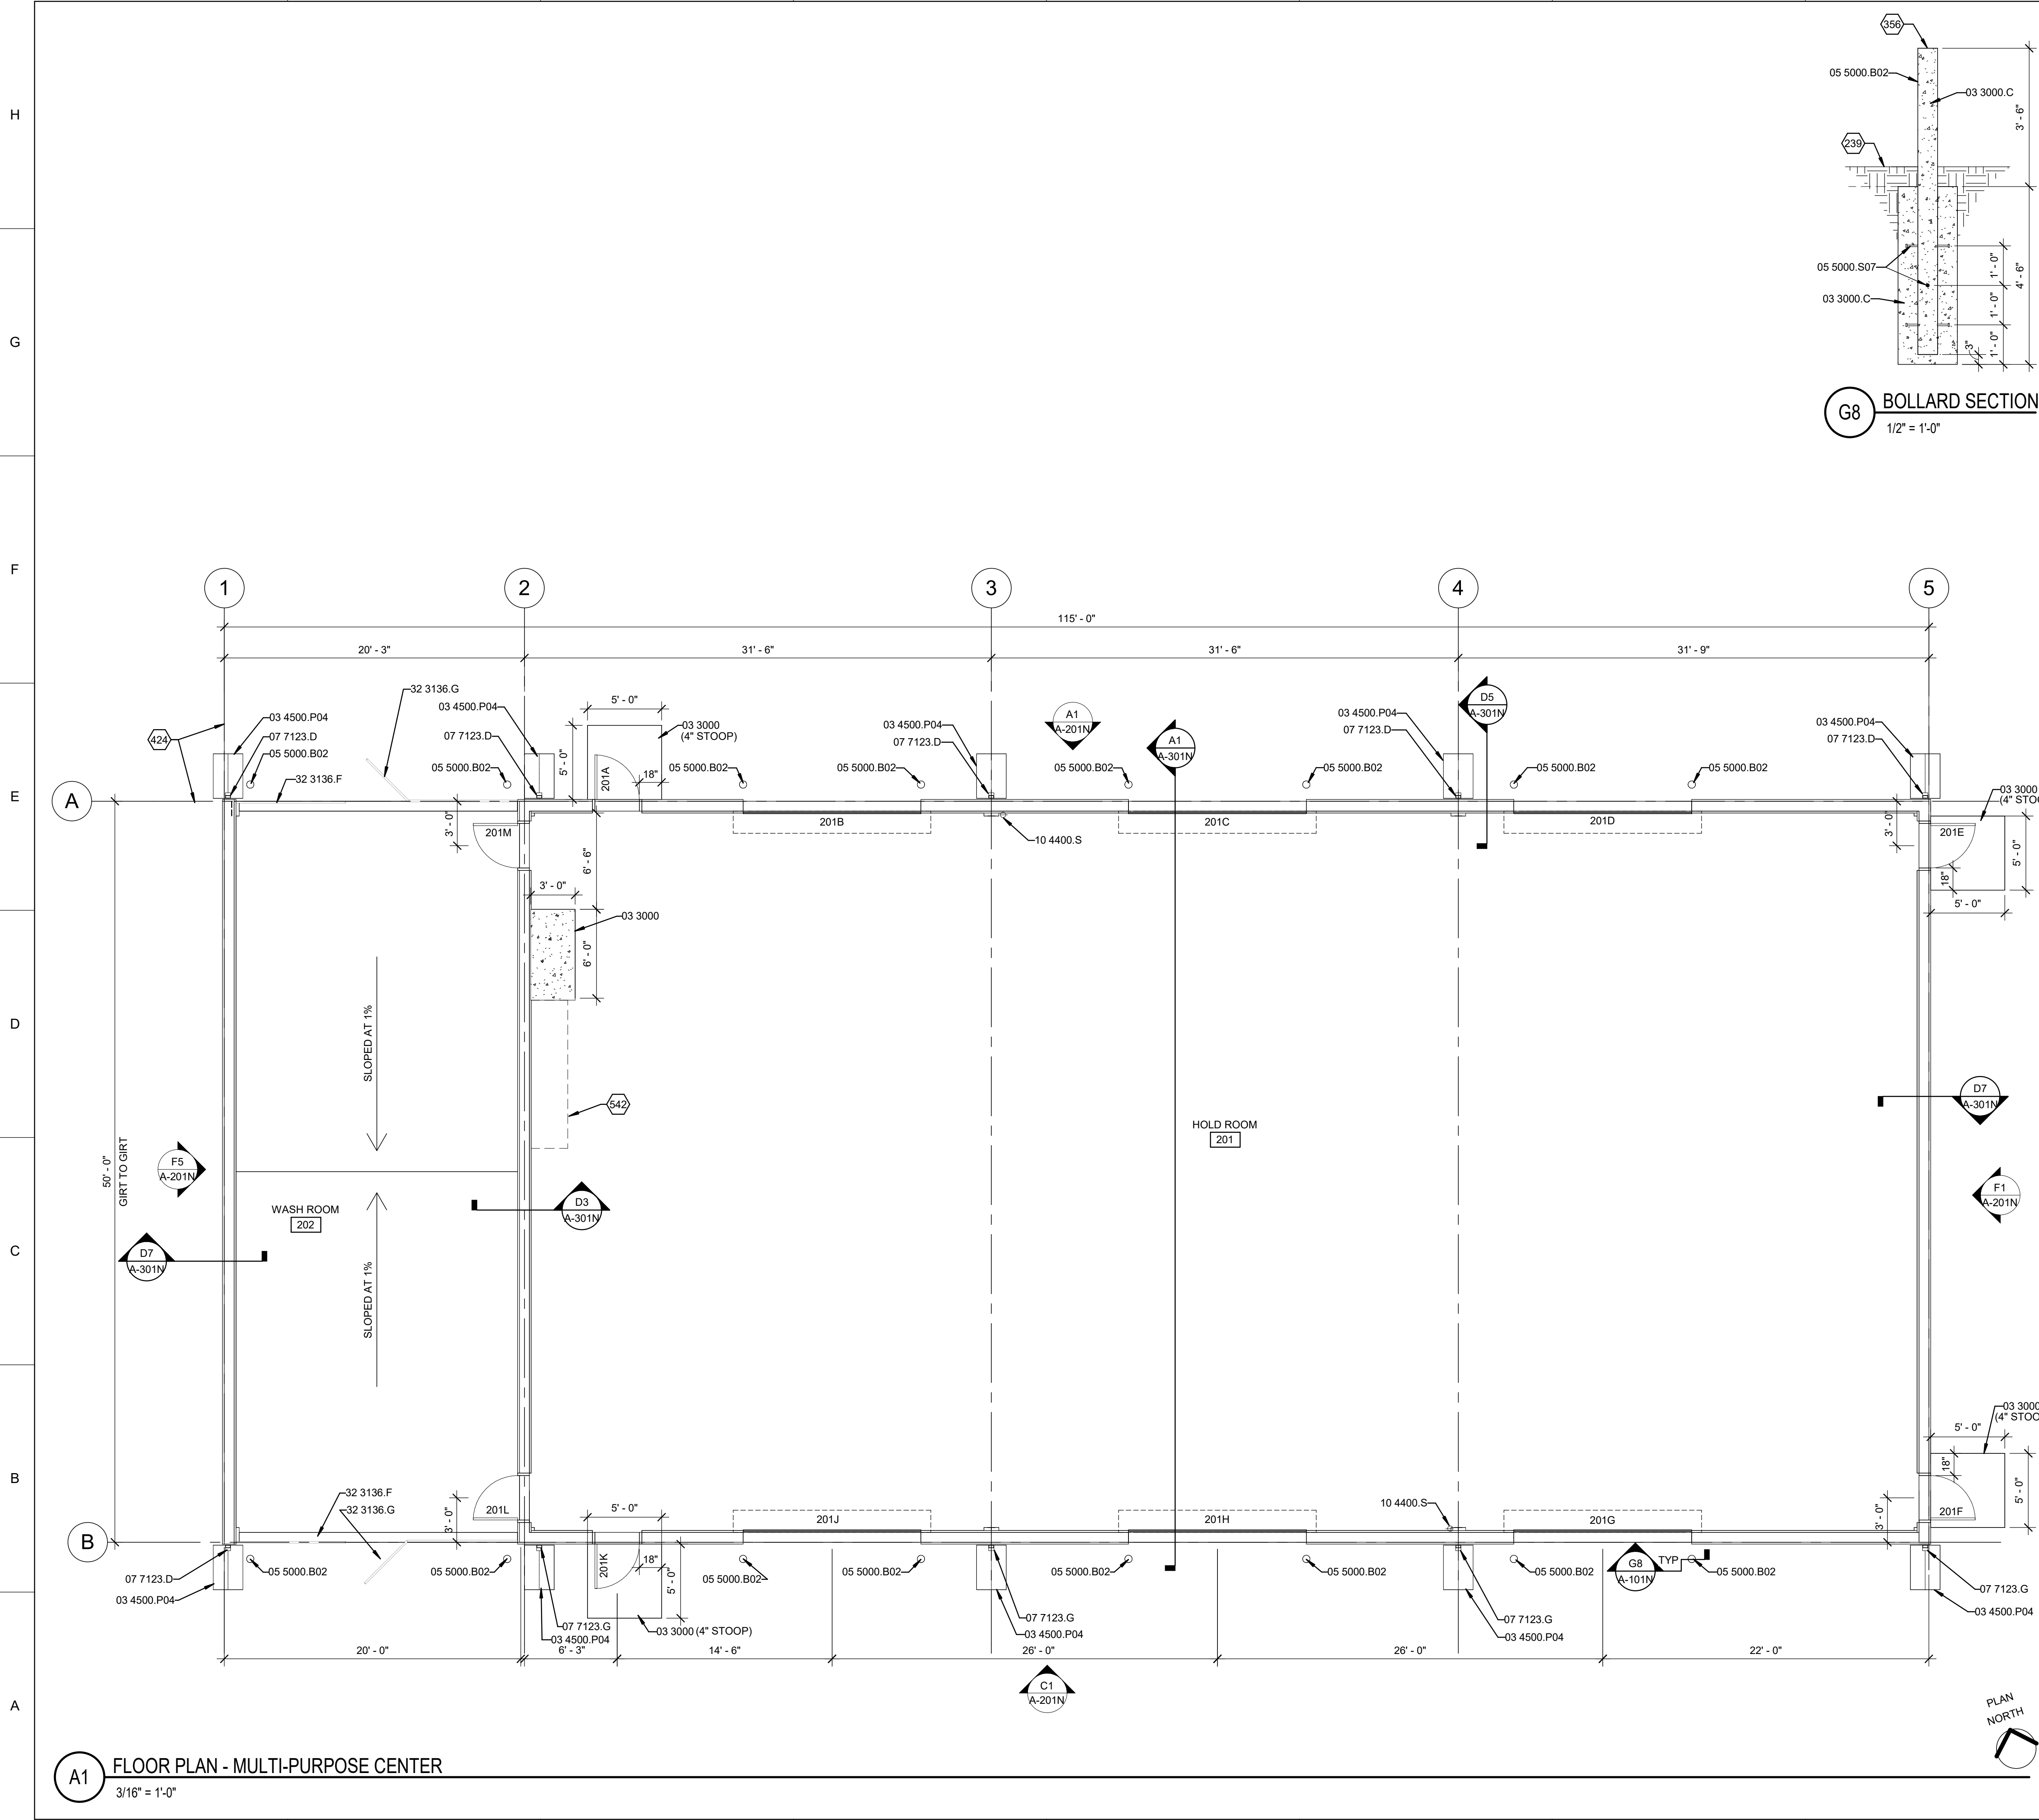 H
G
F
E
D
C
B
A
356
05 5000.B02
03 3000.C
3' - 6"
239
05 5000.S07
03 3000.C
1' - 0"
1' - 0"
1' - 0"
3"
4' - 6"
G8
BOLLARD SECTION
1/2" = 1'-0"
1
2
3
4
5
115' - 0"
20' - 3"
31' - 6"
31' - 6"
31' - 9"
32 3136.G
5' - 0"
D5
A-301N
03 4500.P04
07 7123.D
05 5000.B02
32 3136.F
424
03 4500.P04
07 7123.D
05 5000.B02
5' - 0"
03 3000
(4" STOOP)
201A
18"
05 5000.B02
03 4500.P04
07 7123.D
05 5000.B02
A1
A-201N
05 5000.B02
A1
A-301N
03 4500.P04
07 7123.D
05 5000.B02
05 5000.B02
05 5000.B02
03 4500.P04
07 7123.D
A
3' - 0"
201M
201B
10 4400.S
201C
201D
3' - 0"
201E
03 3000
18"
5' - 0"
5' - 0"
6' - 6"
3' - 0"
03 3000
6' - 0"
SLOPED AT 1%
542
HOLD ROOM
201
D7
A-301N
50' - 0"
GIRT TO GIRT
F5
A-201N
WASH ROOM
202
D3
A-301N
F1
A-201N
D7
A-301N
SLOPED AT 1%
03 3000
5' - 0"
18"
5' - 0"
201F
3' - 0"
32 3136.F
32 3136.G
3' - 0"
201L
5' - 0"
201J
201H
10 4400.S
201G
B
05 5000.B02
05 5000.B02
201K
18"
5' - 0"
05 5000.B02
05 5000.B02
05 5000.B02
05 5000.B02
05 5000.B02
G8
A-101N
TYP
05 5000.B02
07 7123.D
03 4500.P04
07 7123.G
03 4500.P04
03 3000 (4" STOOP)
07 7123.G
03 4500.P04
07 7123.G
03 4500.P04
07 7123.G
03 4500.P04
20' - 0"
6' - 3"
14' - 6"
26' - 0"
26' - 0"
22' - 0"
C1
A-201N
PLAN
NORTH
A1
FLOOR PLAN - MULTI-PURPOSE CENTER
3/16" = 1'-0"